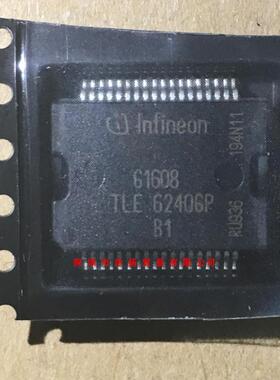 Infineon
61608
TLE 62406P
B1
194N11
RU936